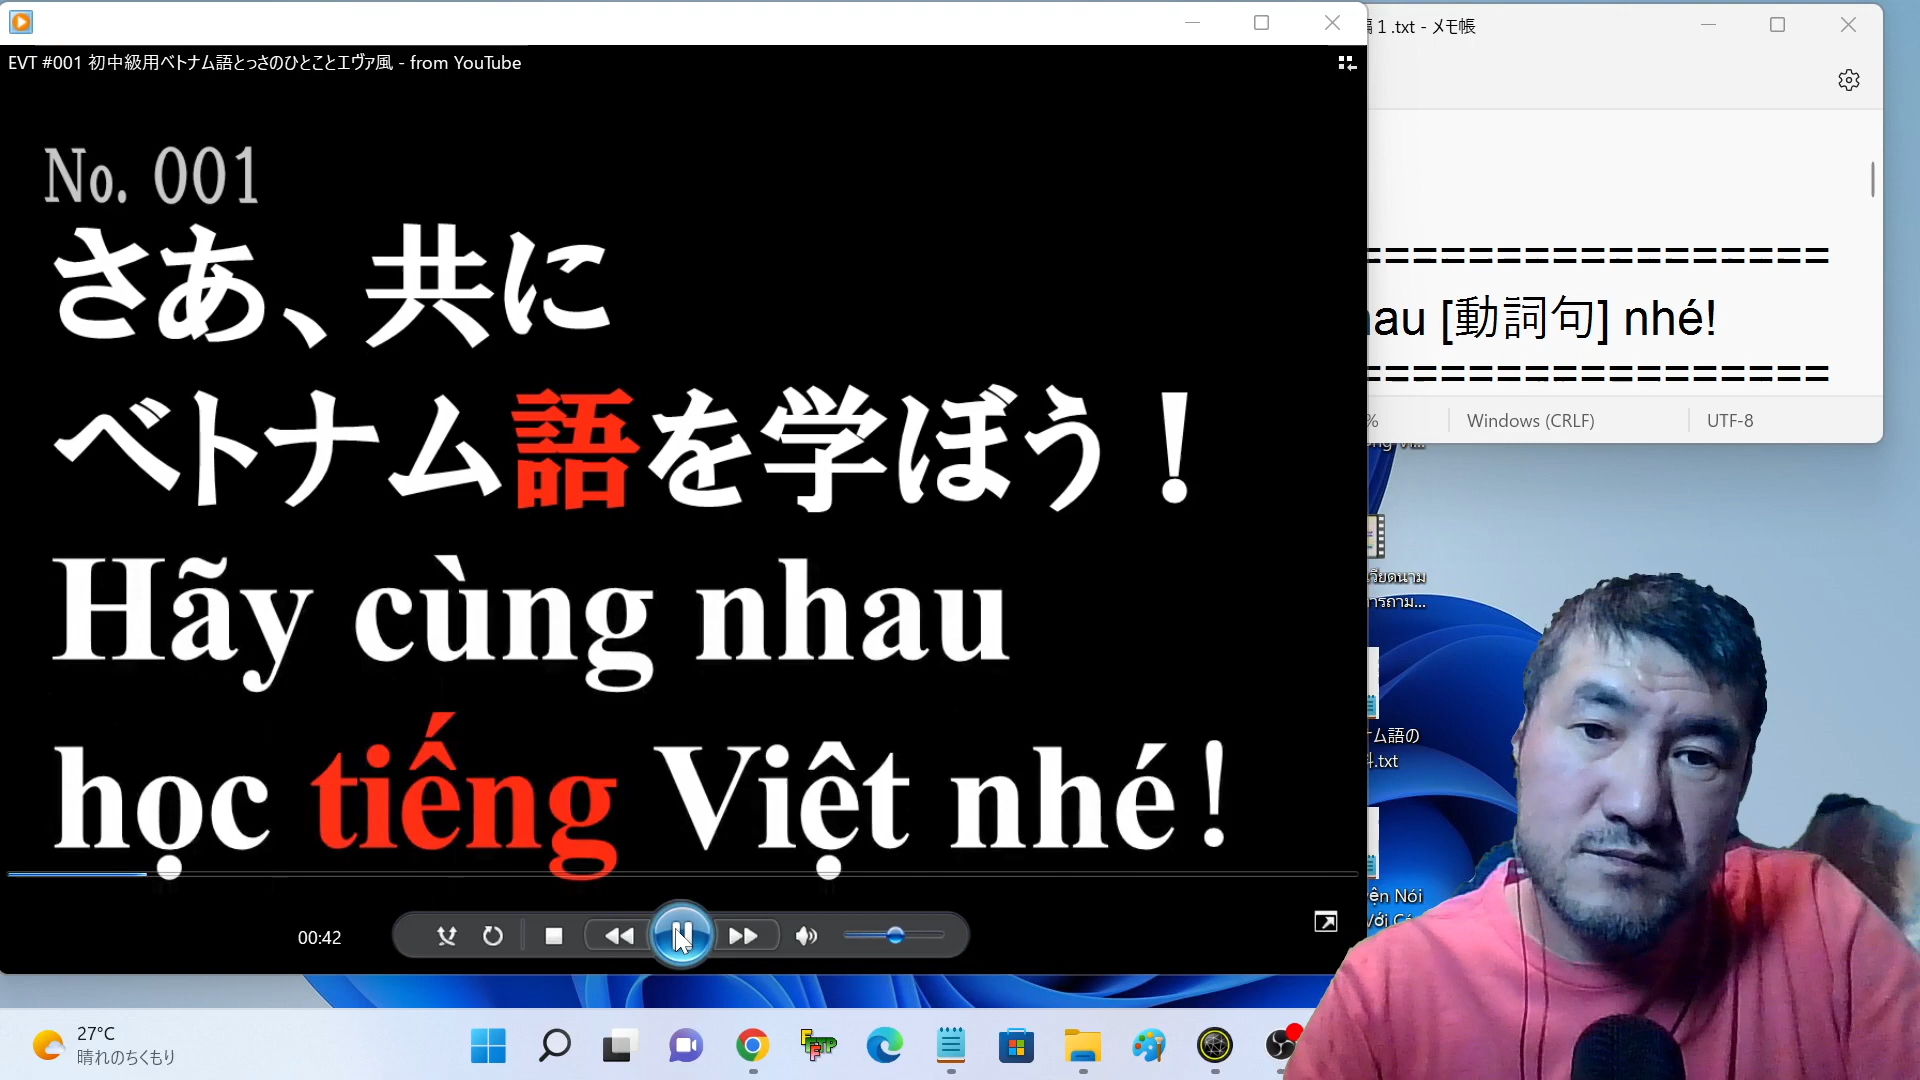 EVT #001 初中級用ベトナム語とっさのひとことエヴァ風 - from YouTube
No. 001
さあ、共に
ベトナム語を学ぼう！
Hãy cùng nhau
học tiếng Việt nhé!
00:42
1 .txt - メモ帳
=================
[動詞句] nhé!
=================
%
Windows (CRLF)
UTF-8
ム語の
.txt
Nói
27°C
晴れのちくもり